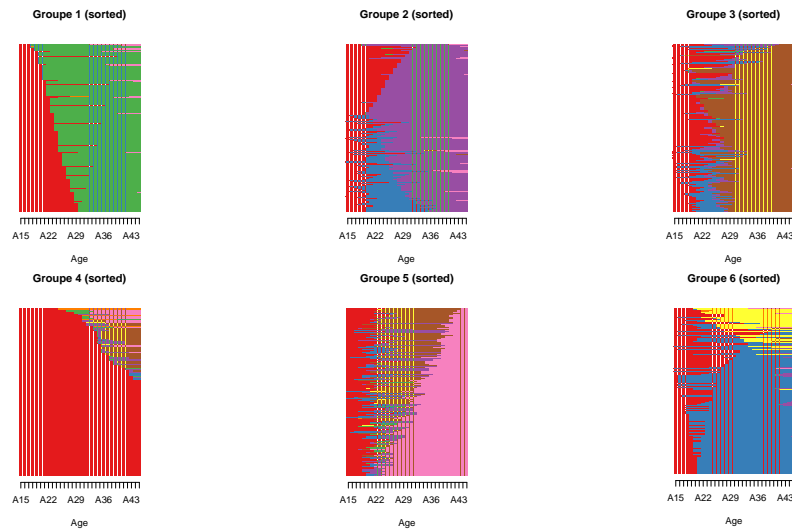 Groupe 1 (sorted)
Groupe 2 (sorted)
Groupe 3 (sorted)
A15 A22 A29 A36 A43
A15 A22 A29 A36 A43
A15 A22 A29 A36 A43
Age
Age
Age
Groupe 4 (sorted)
Groupe 5 (sorted)
Groupe 6 (sorted)
A15 A22 A29 A36 A43
A15 A22 A29 A36 A43
A15 A22 A29 A36 A43
Age
Age
Age